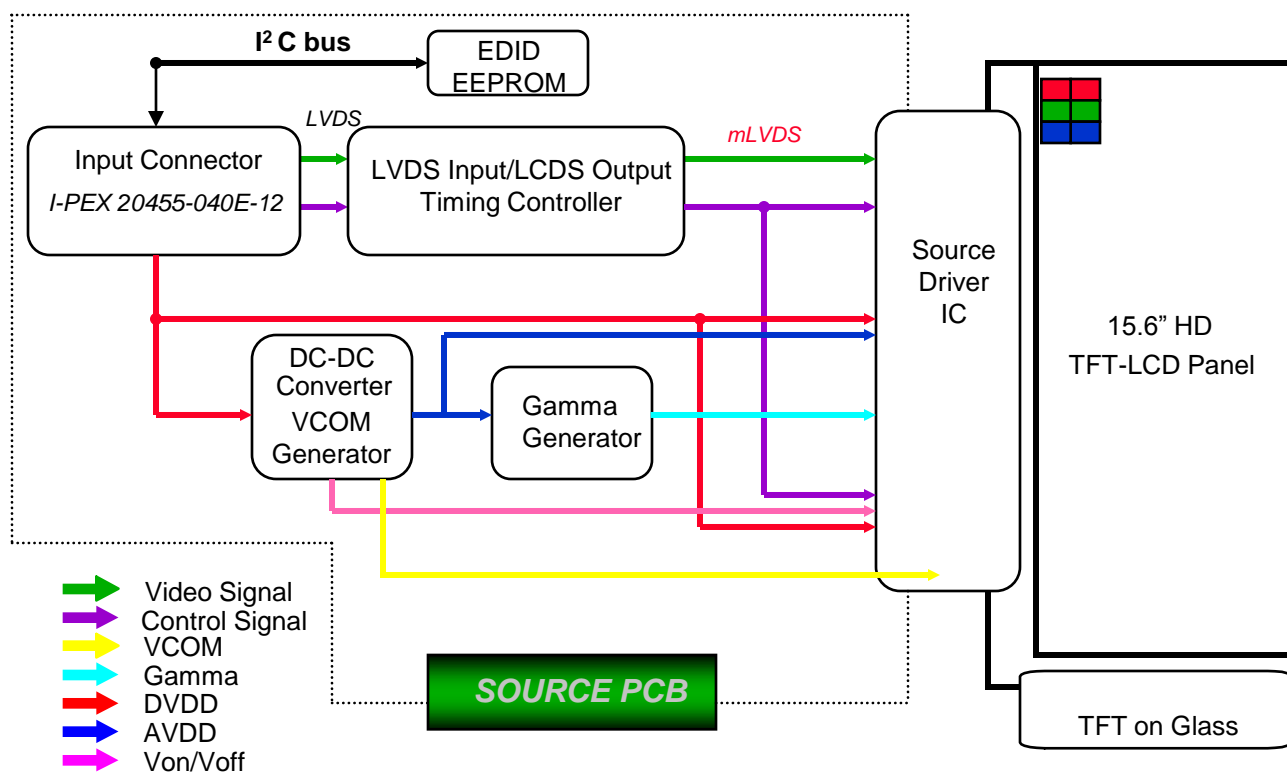 I² C bus
EDID
EEPROM
LVDS
mLVDS
Input Connector
I-PEX 20455-040E-12
LVDS Input/LCDS Output
Timing Controller
Source
Driver
IC
15.6” HD
TFT-LCD Panel
DC-DC
Converter
VCOM
Generator
Gamma
Generator
Video Signal
Control Signal
VCOM
Gamma
DVDD
AVDD
Von/Voff
SOURCE PCB
TFT on Glass